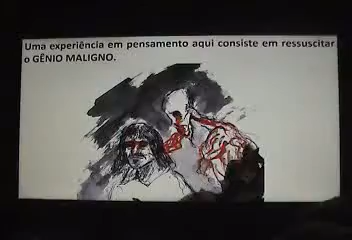 Uma experiência em pensamento aqui consiste em ressuscitar
o GÊNIO MALIGNO.